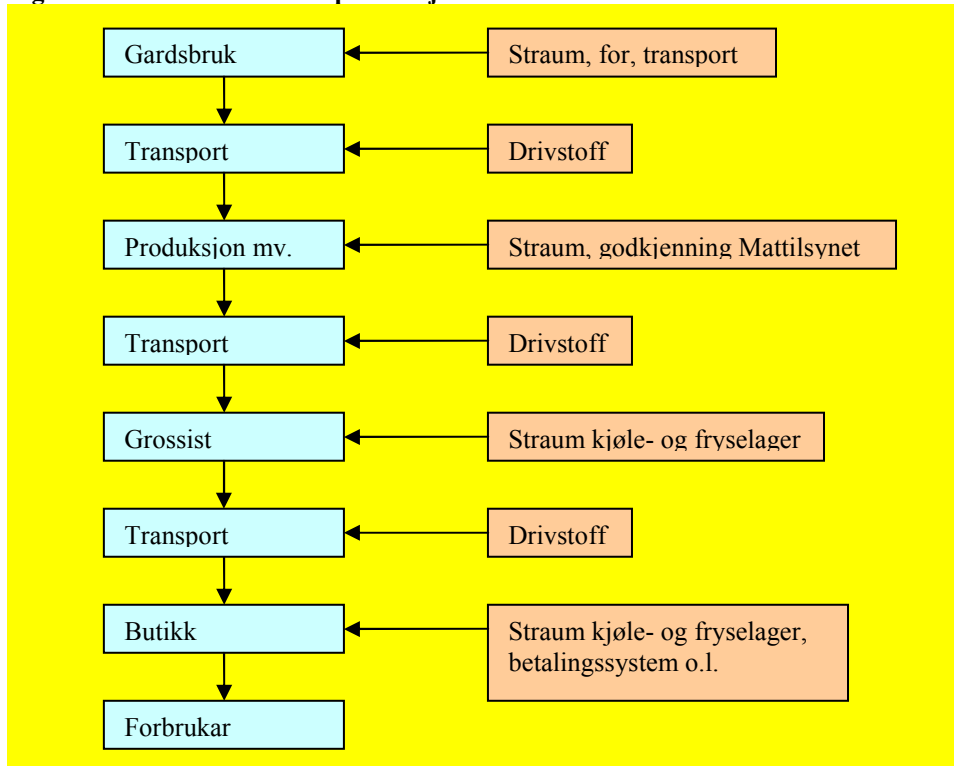 Gardsbruk
Straum, for, transport
Transport
Drivstoff
Produksjon mv.
Straum, godkjenning Mattilsynet
Transport
Drivstoff
Grossist
Straum kjøle- og fryselager
Transport
Drivstoff
Butikk
Straum kjøle- og fryselager,
betalingssystem o.l.
Forbrukar